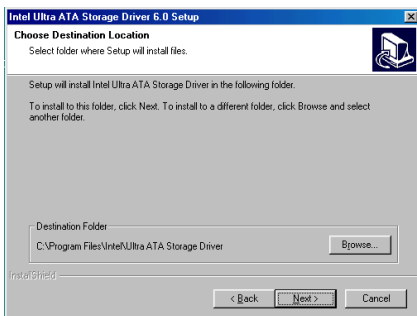 Intel Ultra ATA Storage Driver 6.0 Setup
Choose Destination Location
Select folder where Setup will install files.
Setup will install Intel Ultra ATA Storage Driver in the following folder.
To install to this folder, click Next. To install to a different folder, click Browse and select
another folder.
Destination Folder
C:\Program Files\Intel\Ultra ATA Storage Driver
Browse...
InstallShield
< Back
Next >
Cancel